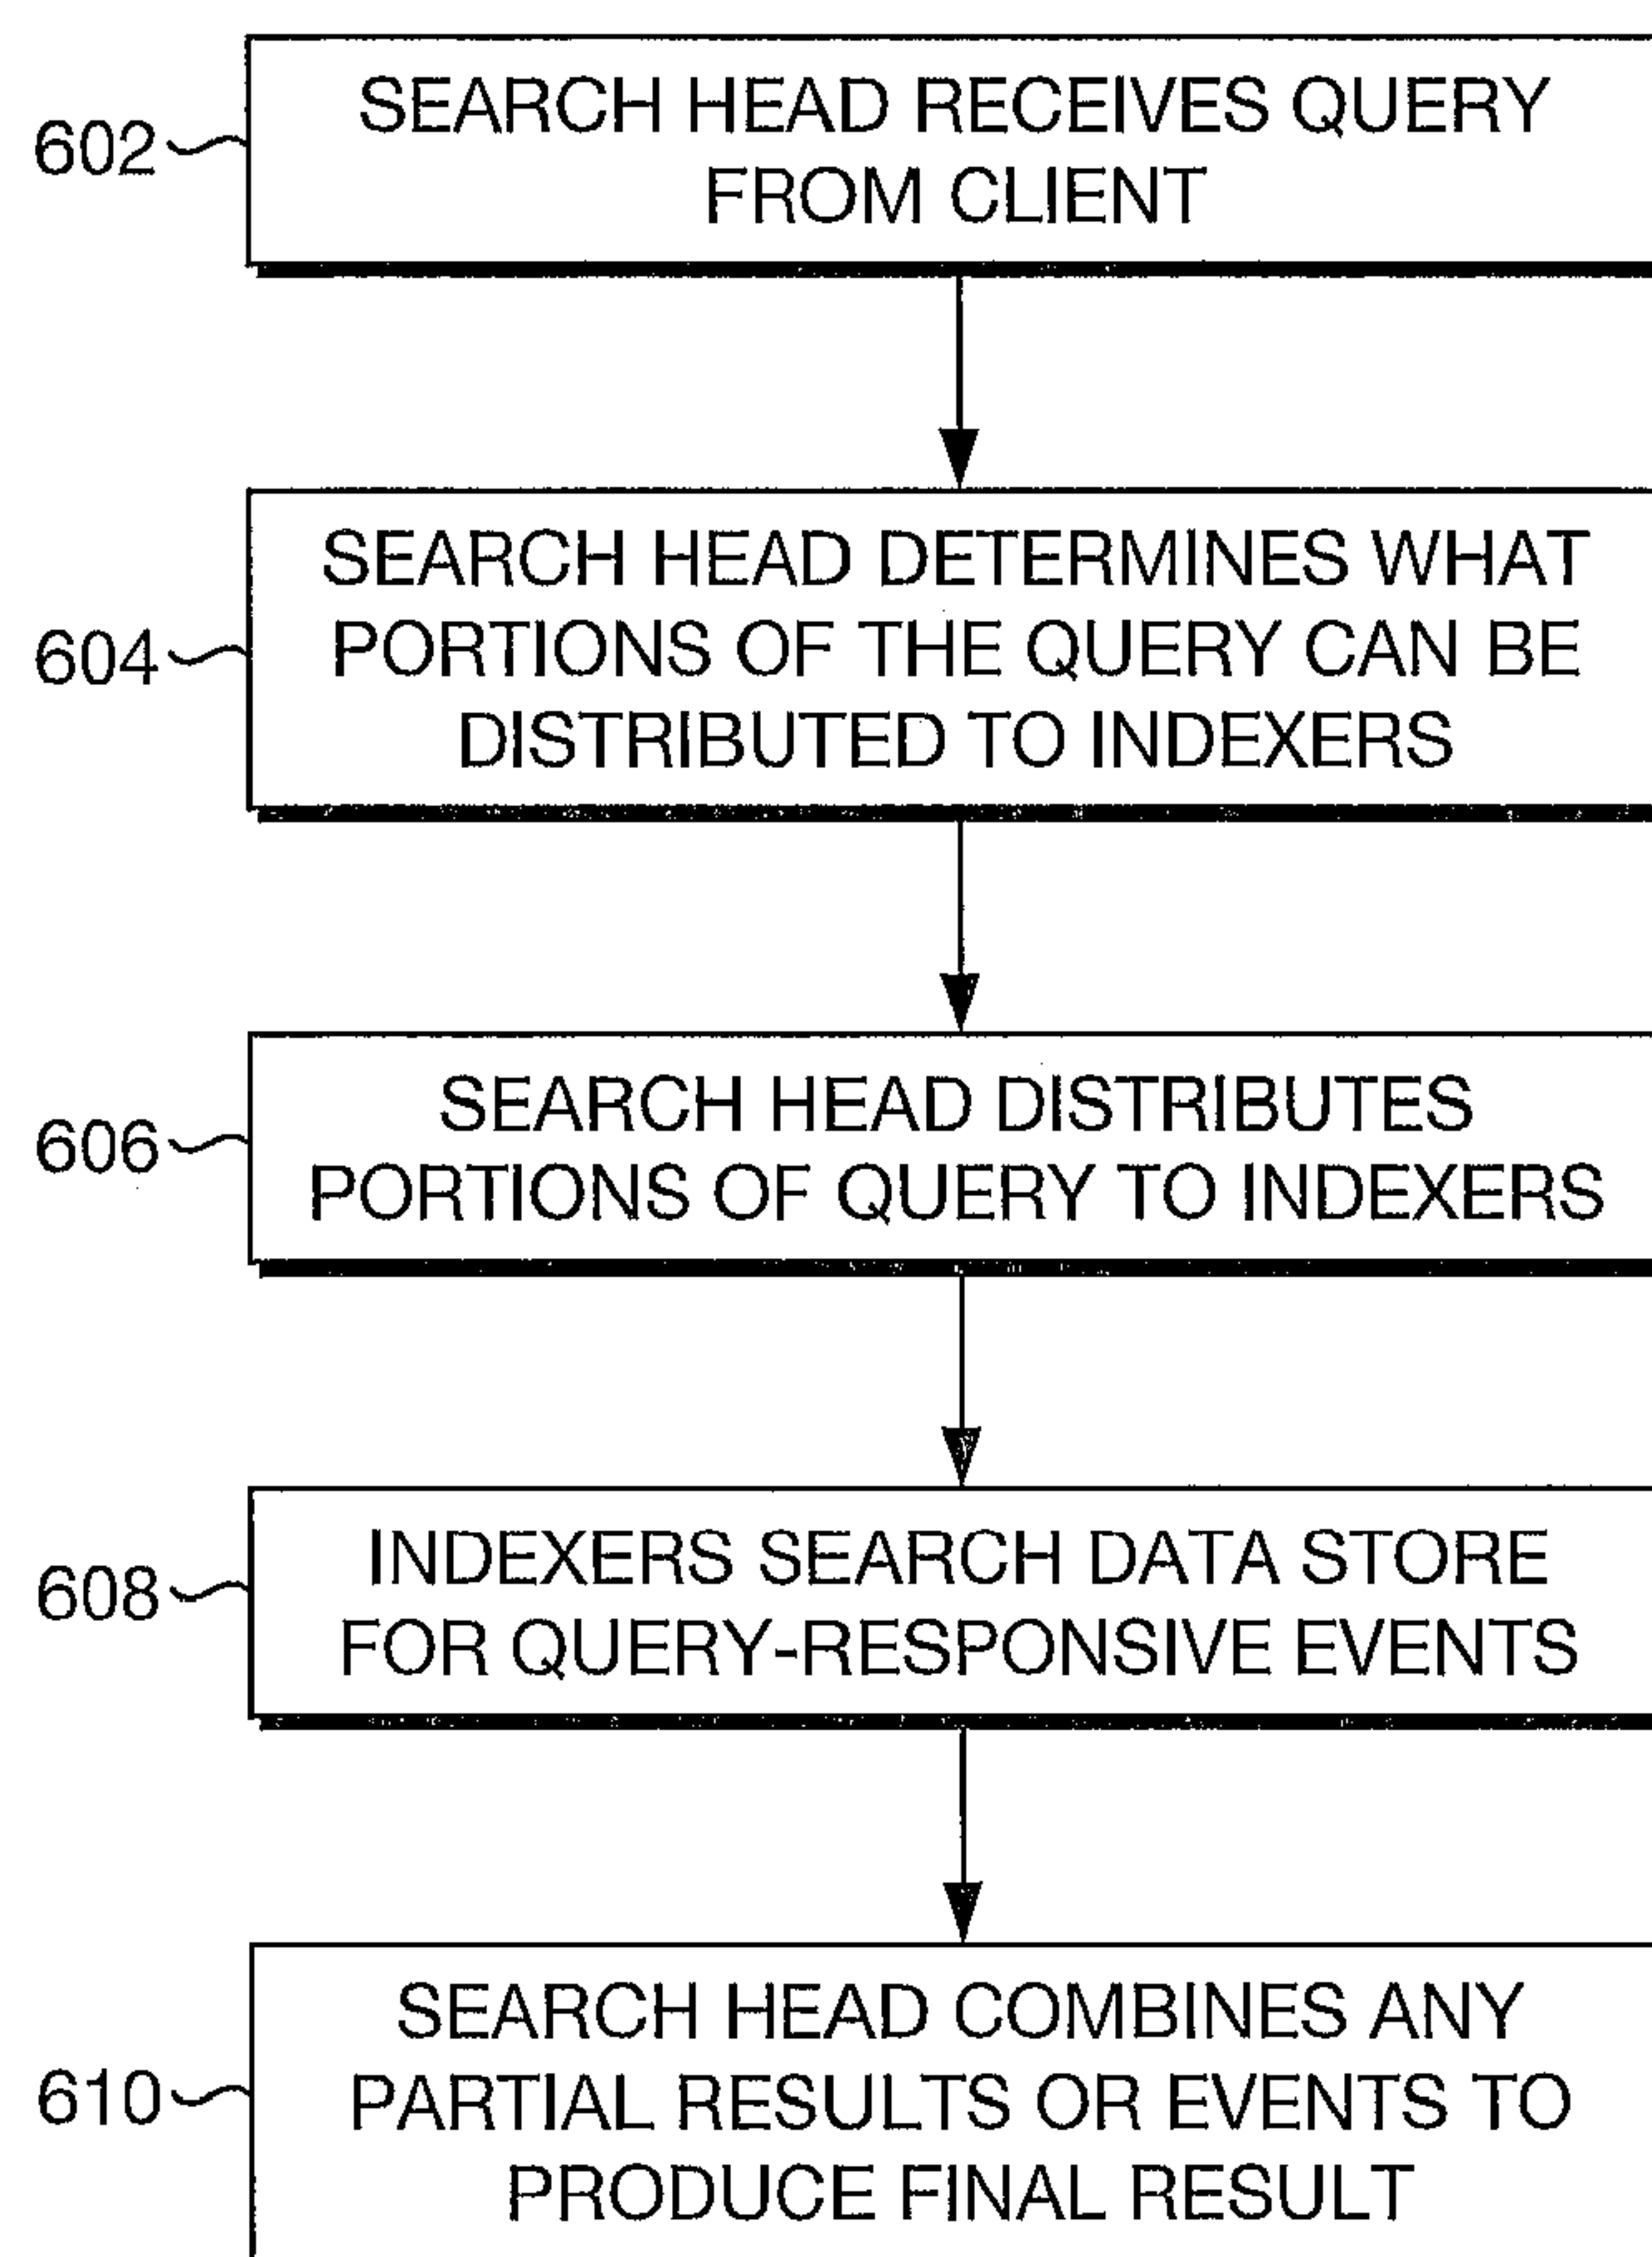 602
SEARCH HEAD RECEIVES QUERY
FROM CLIENT
604
SEARCH HEAD DETERMINES WHAT
PORTIONS OF THE QUERY CAN BE
DISTRIBUTED TO INDEXERS
606
SEARCH HEAD DISTRIBUTES
PORTIONS OF QUERY TO INDEXERS
608
INDEXERS SEARCH DATA STORE
FOR QUERY-RESPONSIVE EVENTS
610
SEARCH HEAD COMBINES ANY
PARTIAL RESULTS OR EVENTS TO
PRODUCE FINAL RESULT